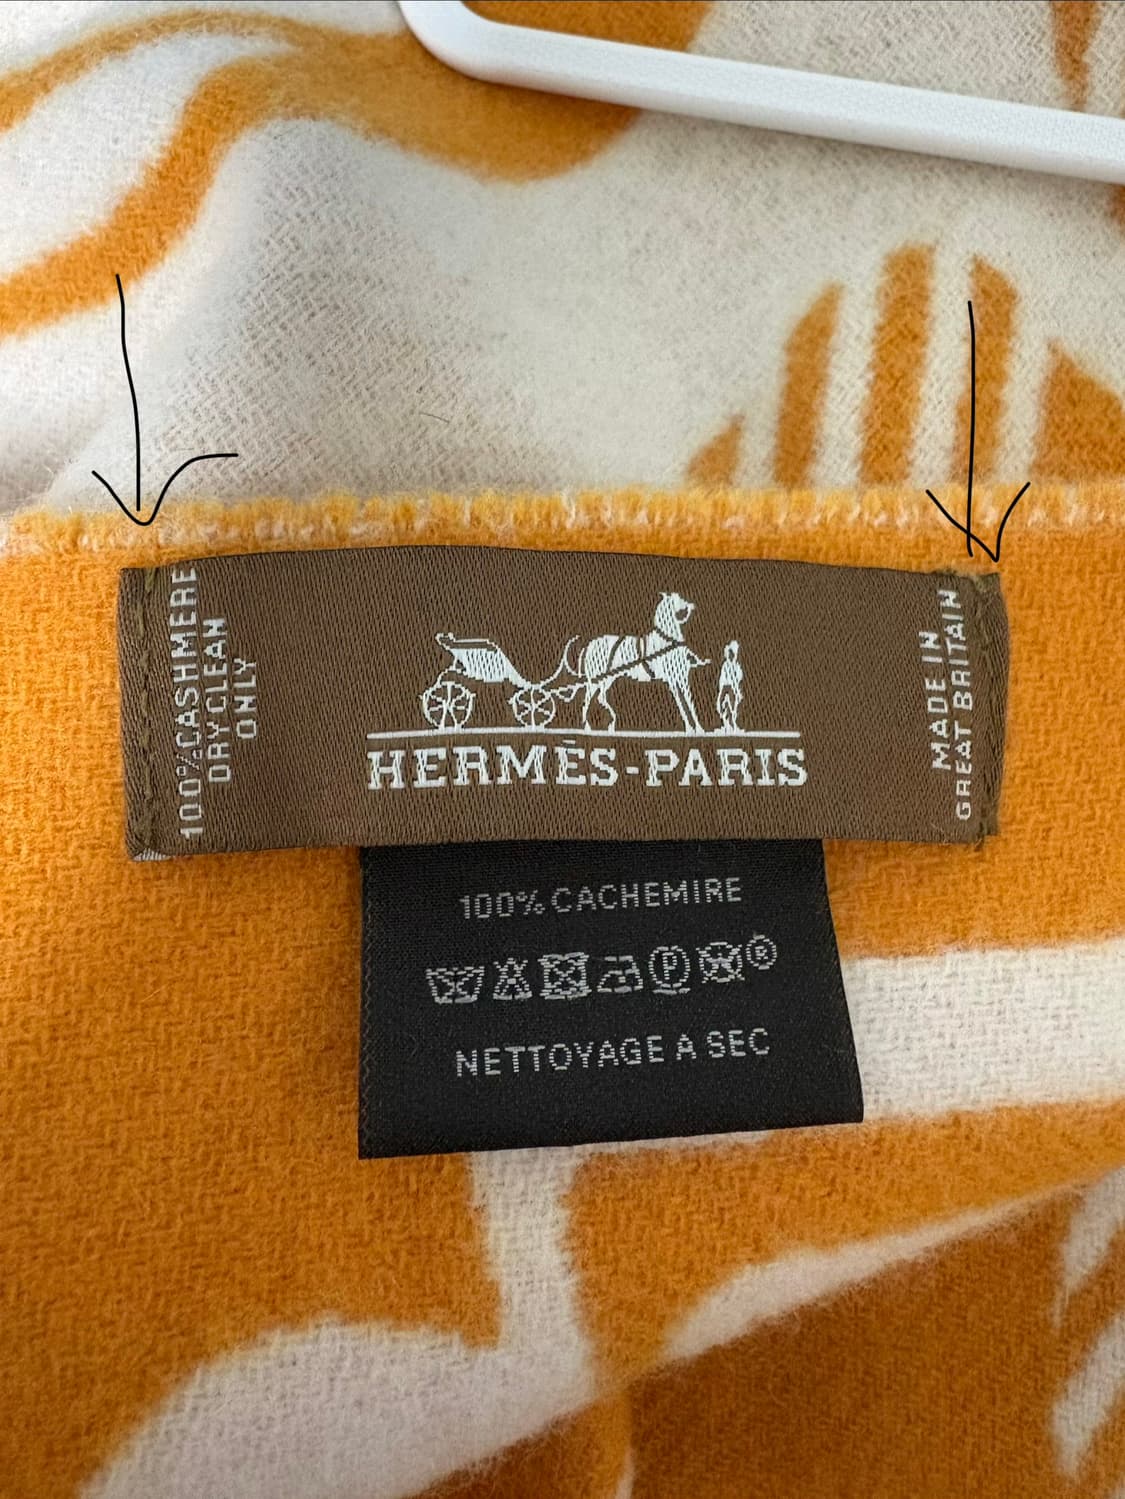 100% CASHMERE
DRY CLEAN
ONLY
HERMÈS-PARIS
MADE IN
GREAT BRITAIN
100% CACHEMIRE
P ®
NETTOYAGE A SEC